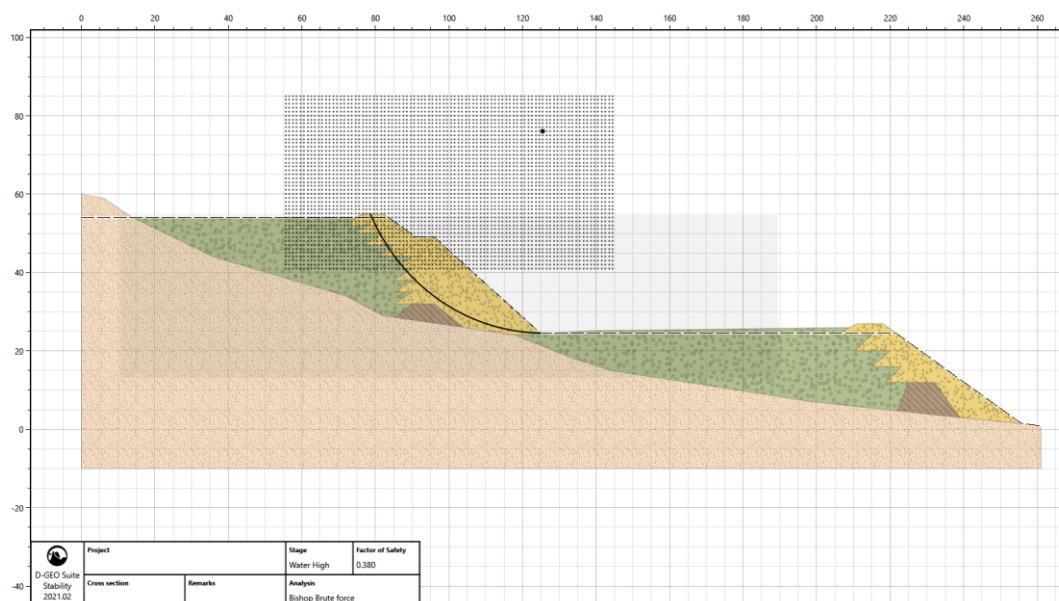 0 20 40 60 80 100 120 140 160 180 200 220 240 260
100
80
60
40
20
0
-20
-40
Project
Stage
Factor of Safety
Water High
0.380
D-GEO Suite
Stability
2021.02
Cross section
Remarks
Analysis
Bishop Brute force